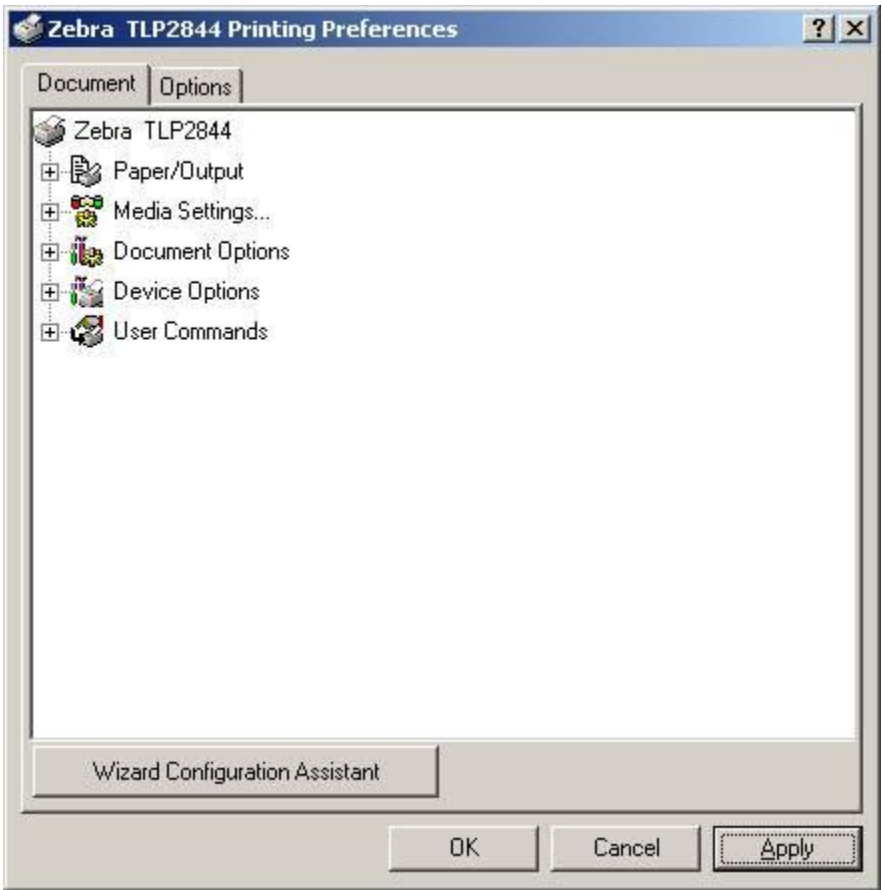 Zebra TLP2844 Printing Preferences
Document Options
Zebra TLP2844
Paper/Output
Media Settings...
Document Options
Device Options
User Commands
Wizard Configuration Assistant
OK Cancel Apply